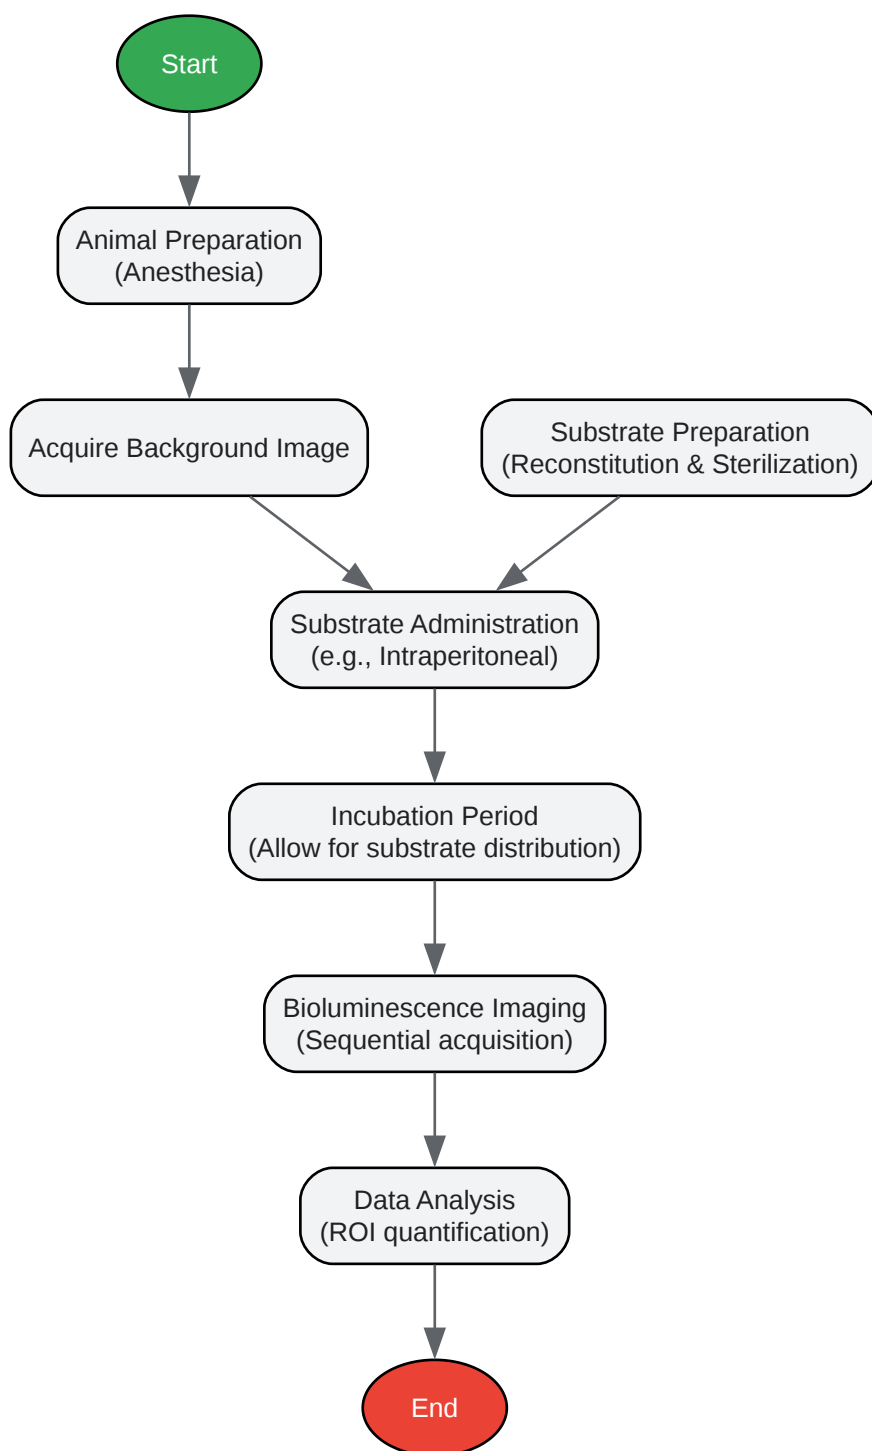 Start
Animal Preparation
(Anesthesia)
Acquire Background Image
Substrate Preparation
(Reconstitution & Sterilization)
Substrate Administration
(e.g., Intraperitoneal)
Incubation Period
(Allow for substrate distribution)
Bioluminescence Imaging
(Sequential acquisition)
Data Analysis
(ROI quantification)
End